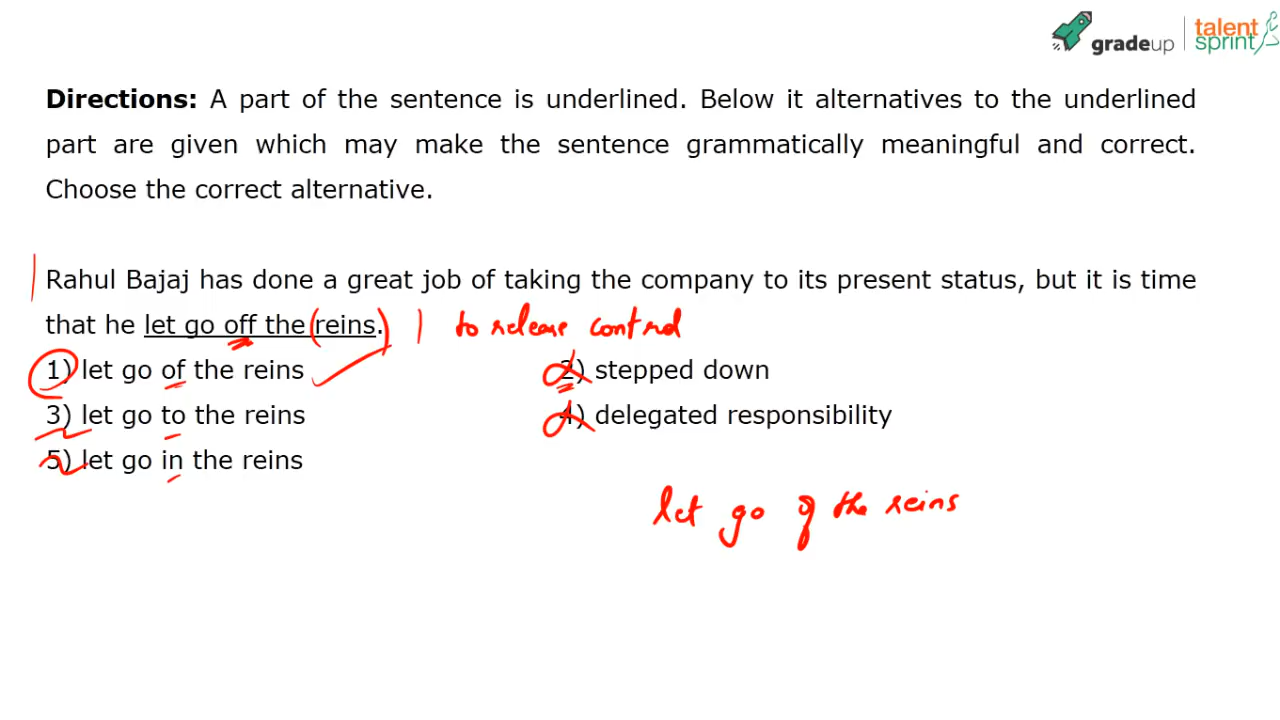 gradeup
talent
sprint
Directions: A part of the sentence is underlined. Below it alternatives to the underlined
part are given which may make the sentence grammatically meaningful and correct.
Choose the correct alternative.
Rahul Bajaj has done a great job of taking the company to its present status, but it is time
that he let go off the (reins.) to release control
1) let go of the reins
2) stepped down
3) let go to the reins
4) delegated responsibility
5) let go in the reins
let go of the reins